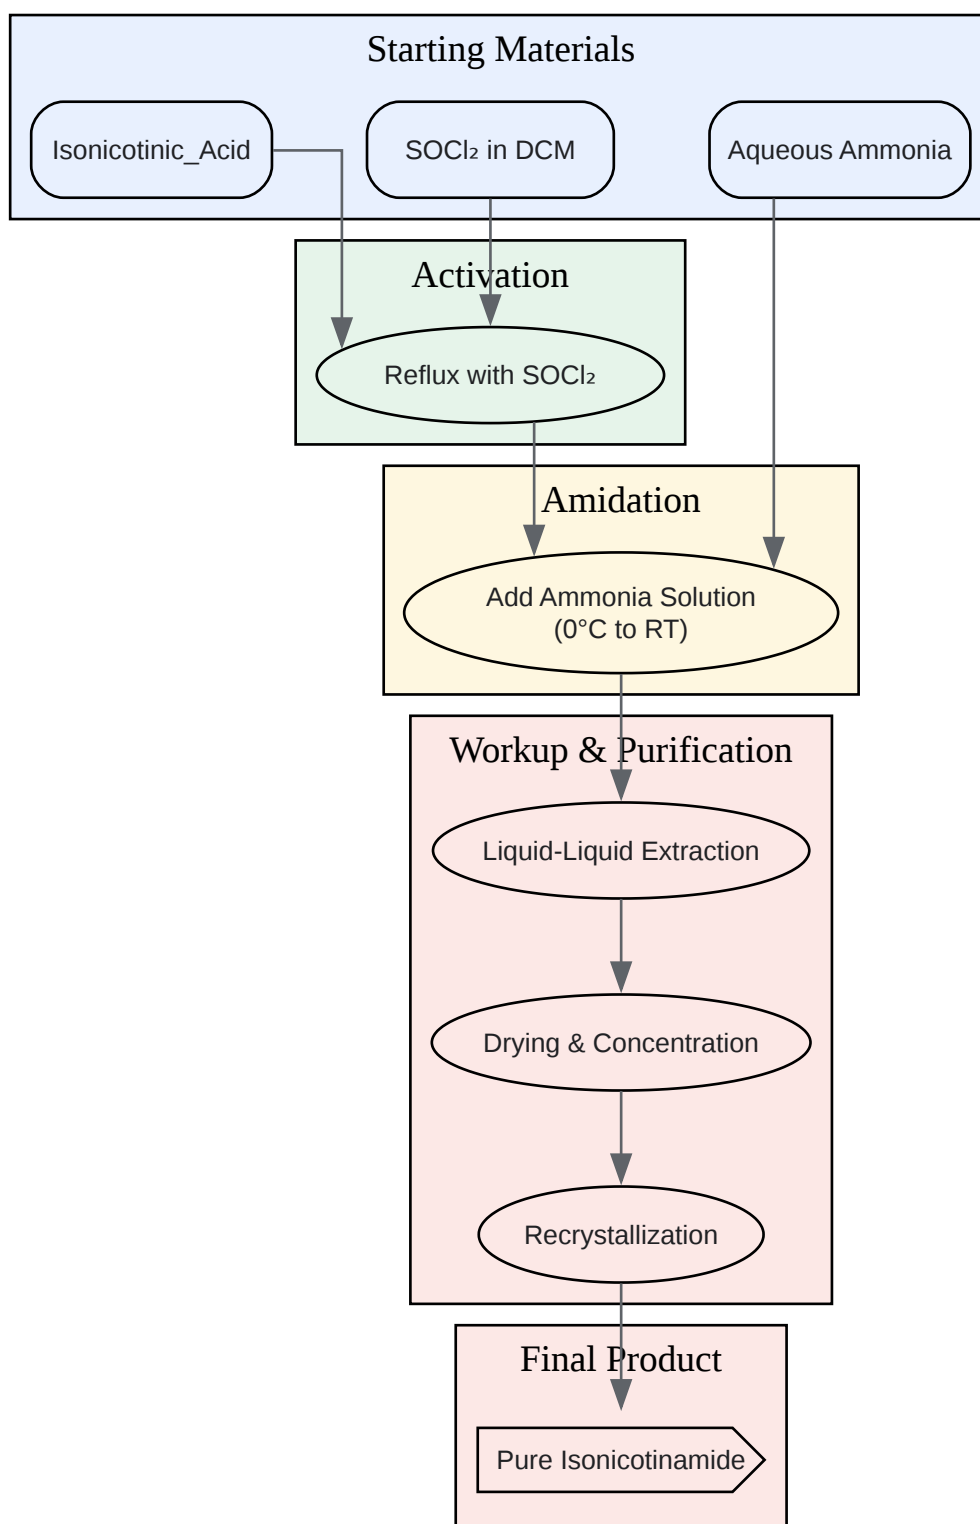 Starting Materials
Isonicotinic_Acid
SOCl₂ in DCM
Aqueous Ammonia
Activation
Reflux with SOCl₂
Amidation
Add Ammonia Solution
(0°C to RT)
Workup & Purification
Liquid-Liquid Extraction
Drying & Concentration
Recrystallization
Final Product
Pure Isonicotinamide